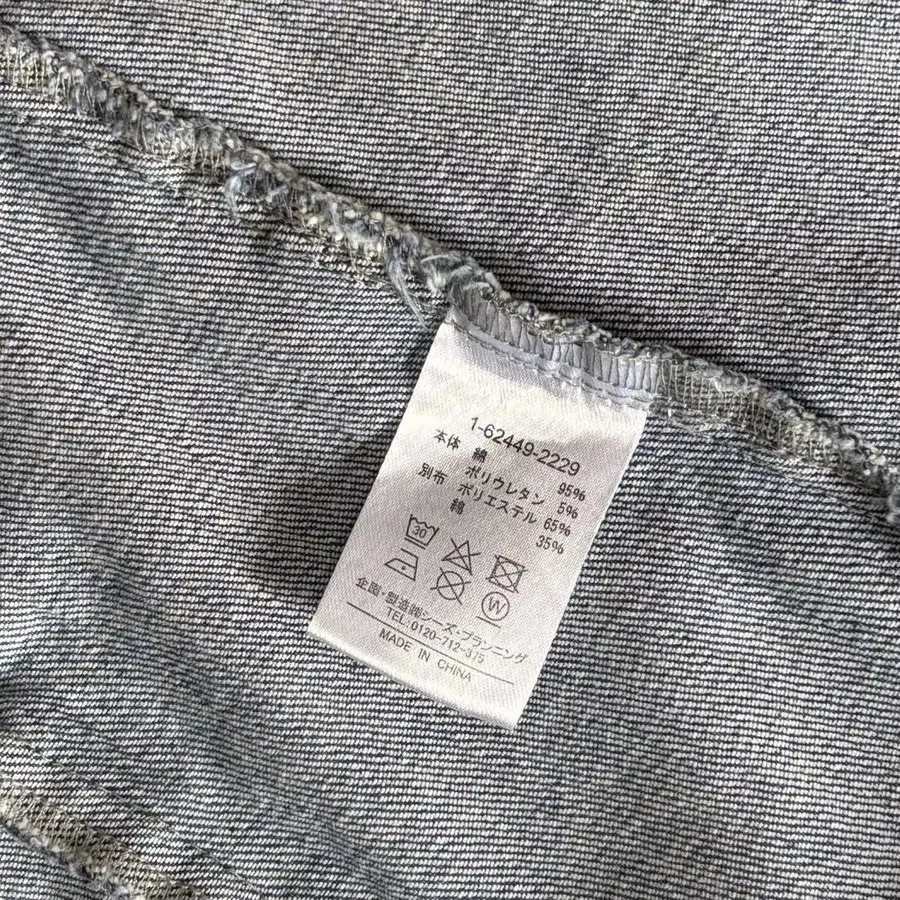 1-62449-2229
本体 綿 95%
ポリウレタン 5%
別布 ポリエステル 65%
綿 35%
30
W
企画・製造㈱シーズ・プランニング
TEL:0120-712-375
MADE IN CHINA